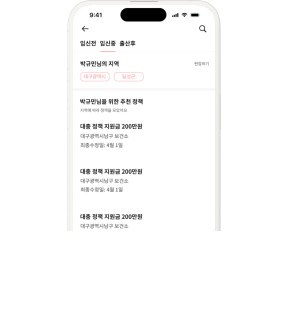 9:41
임신전 임신중 출산후
박규민님의 지역
편집하기
대구광역시 달성군
박규민님을 위한 추천 정책
지역에 따라 정책을 모았어요
대충 정책 지원금 200만원
대구광역시남구 보건소
최종수정일: 4월 1일
대충 정책 지원금 200만원
대구광역시남구 보건소
최종수정일: 4월 1일
대충 정책 지원금 200만원
대구광역시남구 보건소